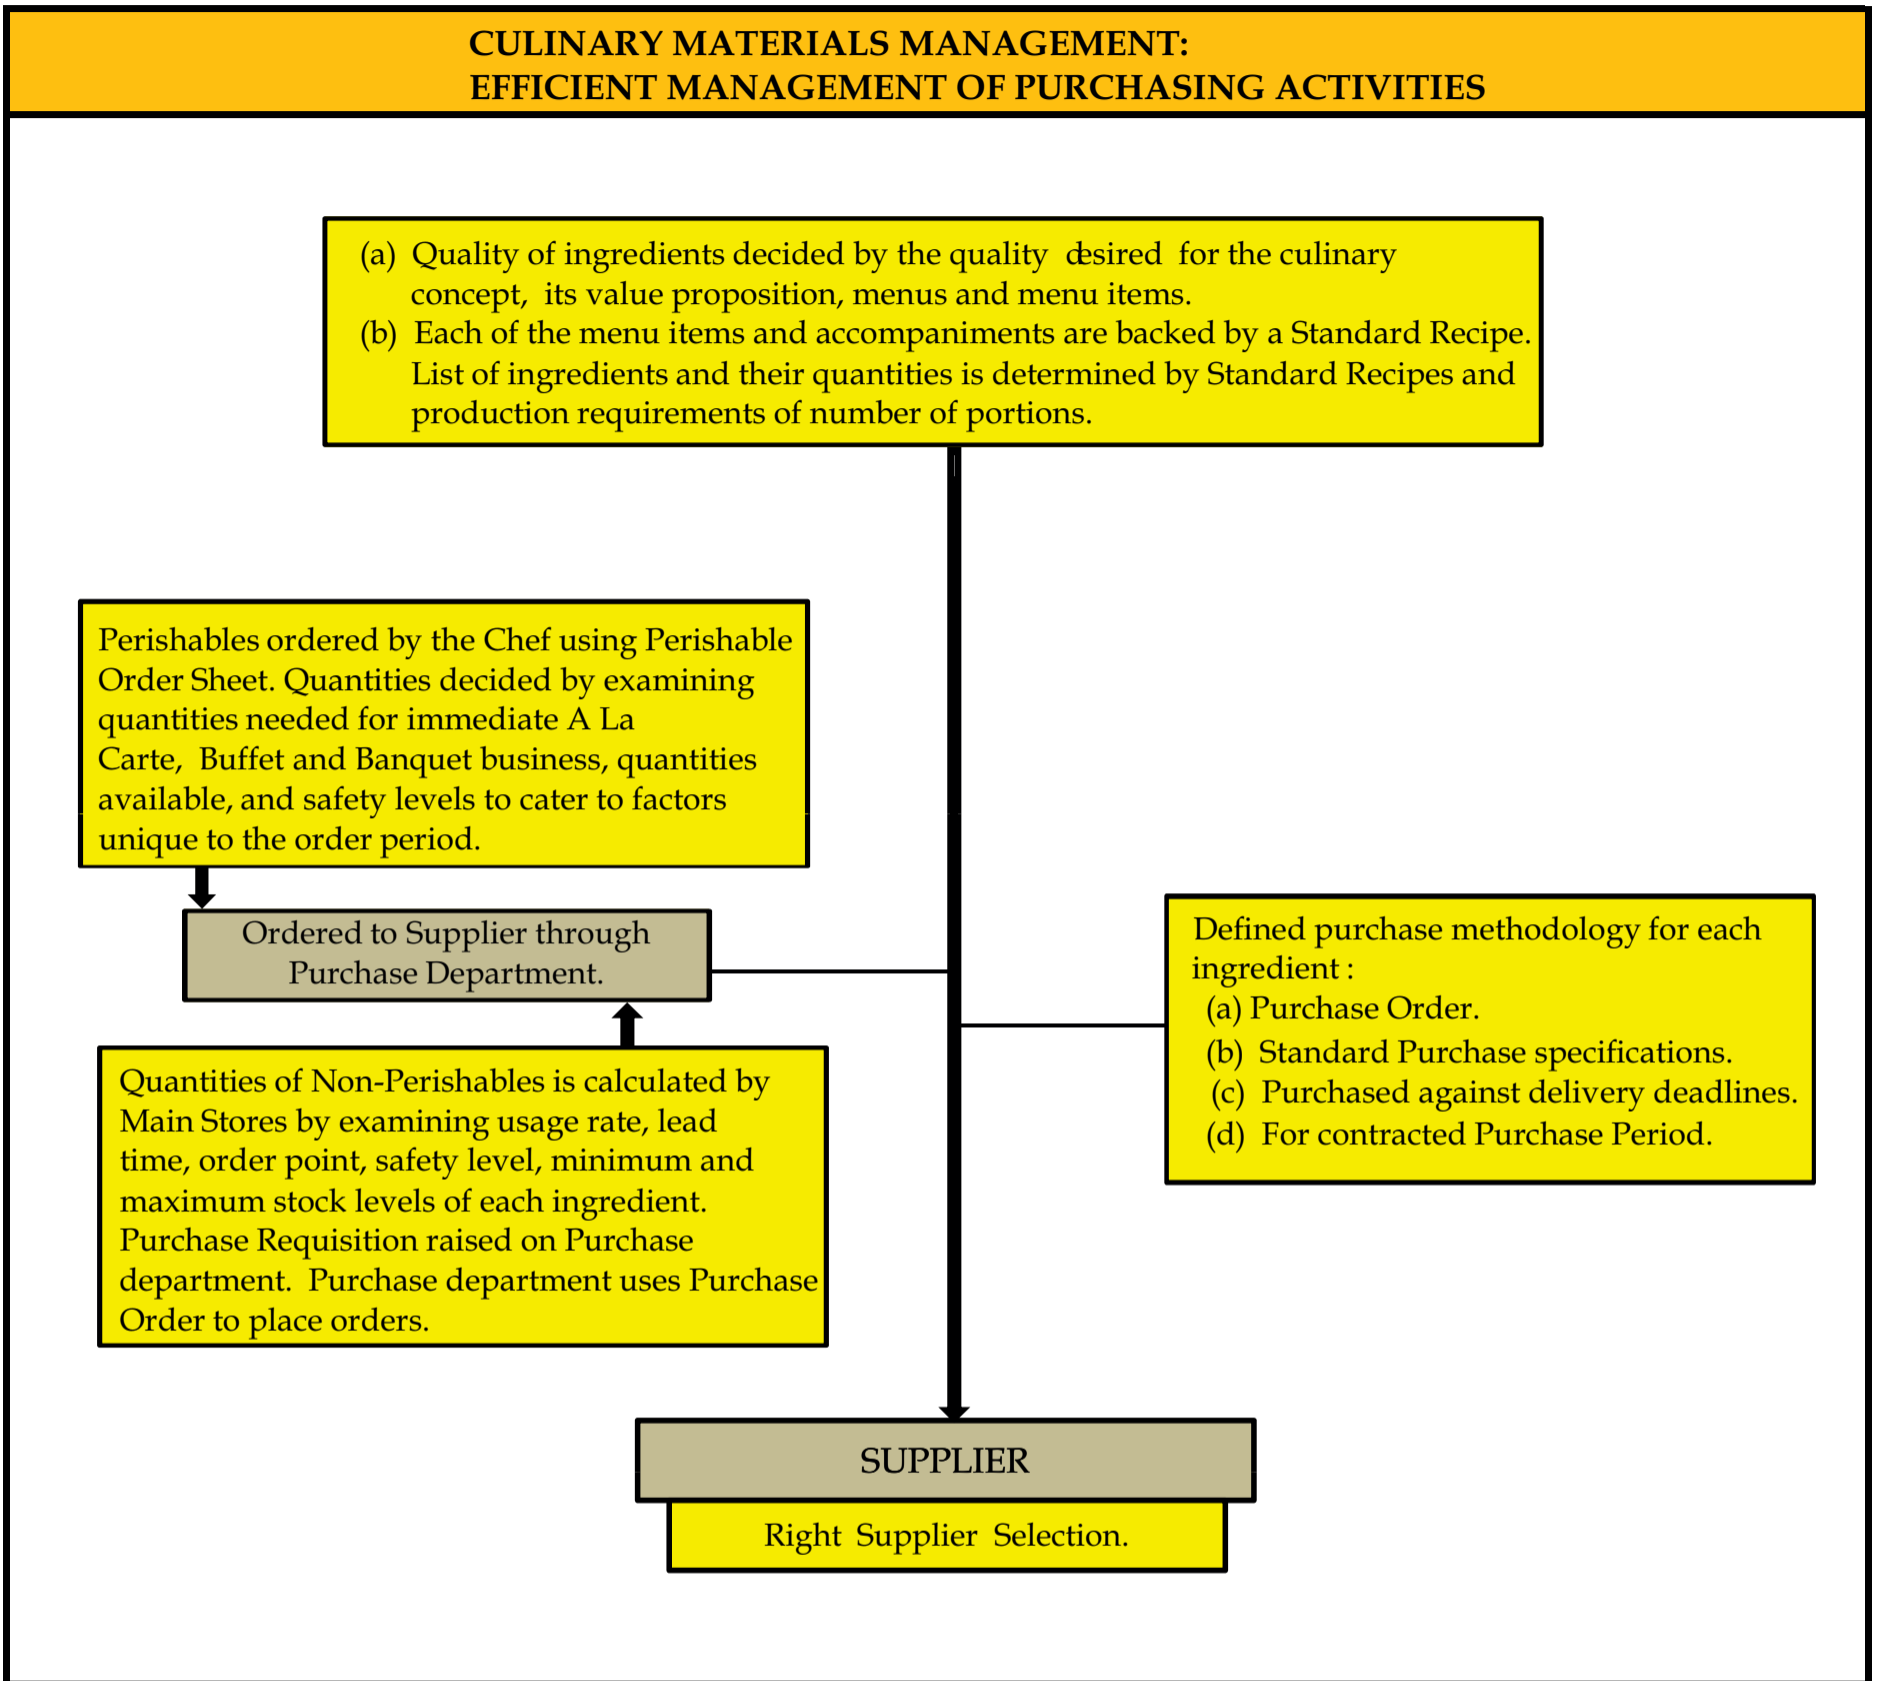 CULINARY MATERIALS MANAGEMENT:
EFFICIENT MANAGEMENT OF PURCHASING ACTIVITIES
(a) Quality of ingredients decided by the quality desired for the culinary
concept, its value proposition, menus and menu items.
(b) Each of the menu items and accompaniments are backed by a Standard Recipe.
List of ingredients and their quantities is determined by Standard Recipes and
production requirements of number of portions.
Perishables ordered by the Chef using Perishable
Order Sheet. Quantities decided by examining
quantities needed for immediate A La
Carte, Buffet and Banquet business, quantities
available, and safety levels to cater to factors
unique to the order period.
Ordered to Supplier through
Purchase Department.
Quantities of Non-Perishables is calculated by
Main Stores by examining usage rate, lead
time, order point, safety level, minimum and
maximum stock levels of each ingredient.
Purchase Requisition raised on Purchase
department. Purchase department uses Purchase
Order to place orders.
Defined purchase methodology for each
ingredient :
(a) Purchase Order.
(b) Standard Purchase specifications.
(c) Purchased against delivery deadlines.
(d) For contracted Purchase Period.
SUPPLIER
Right Supplier Selection.